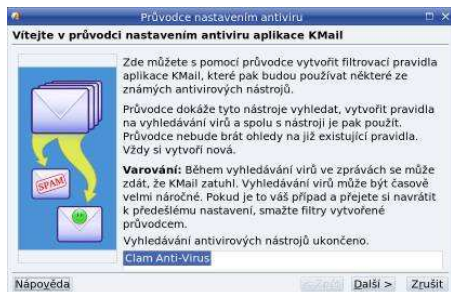 Průvodce nastavením antiviru
Vítejte v průvodci nastavením antiviru aplikace KMail
Zde můžete s pomocí průvodce vytvořit filtrovací pravidla
aplikace KMail, které pak budou používat některé ze
známých antivirových nástrojů.
Průvodce dokáže tyto nástroje vyhledat, vytvořit pravidla
na vyhledávání virů a spolu s nástroji je pak použít.
Průvodce nebude brát ohledy na již existující pravidla.
Vždy si vytvoří nová.
Varování: Během vyhledávání virů ve zprávách se může
zdát, že KMail zatuhl. Vyhledávání virů může být časově
velmi náročné. Pokud je to váš případ a přejete si navrátit
k předešlému nastavení, smažte filtry vytvořené
průvodcem.
Vyhledávání antivirových nástrojů ukončeno.
SPAM
Clam Anti-Virus
Nápověda < Zpět Další > Zrušit